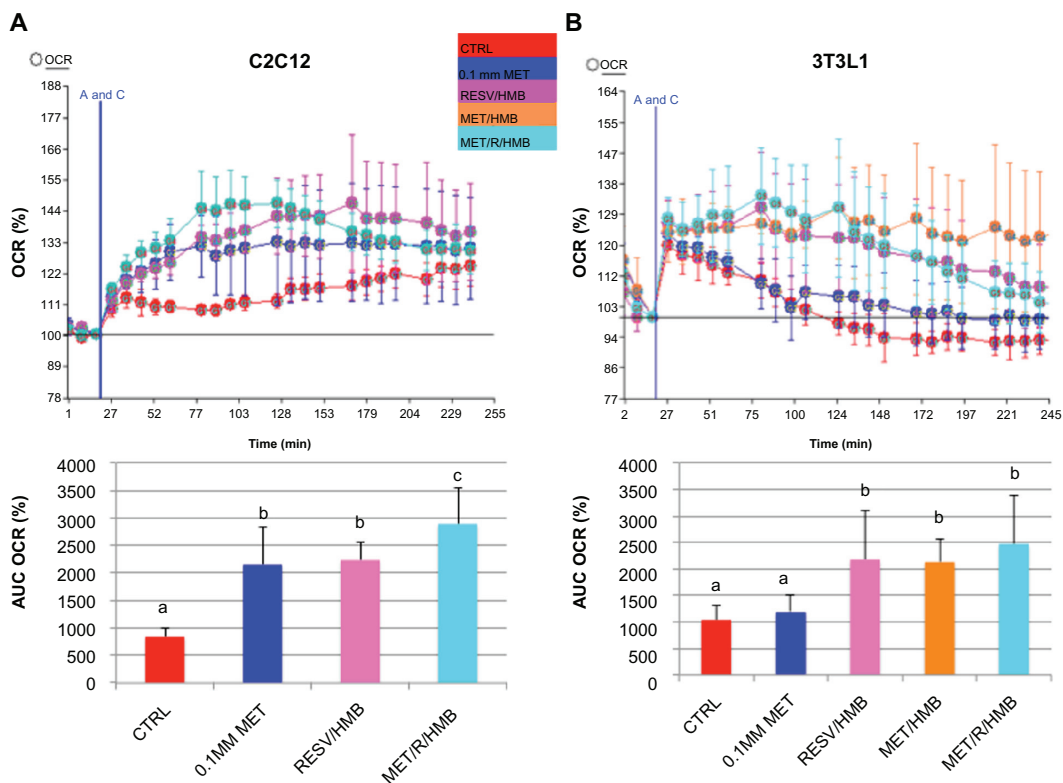 A
B
C2C12
3T3L1
CTRL
0.1 mm MET
RESV/HMB
MET/HMB
MET/R/HMB
OCR
A and C
OCR (%)
188
177
166
155
144
133
122
111
100
89
78
1 27 52 77 103 128 153 179 204 229 255
Time (min)
OCR
A and C
OCR (%)
164
155
147
138
129
120
112
103
94
86
77
2 27 51 75 100 124 148 172 197 221 245
Time (min)
AUC OCR (%)
4000
3500
3000
2500
2000
1500
1000
500
0
a
b
b
c
CTRL
0.1MM MET
RESV/HMB
MET/R/HMB
AUC OCR (%)
4000
3500
3000
2500
2000
1500
1000
500
0
a
a
b
b
b
CTRL
0.1MM MET
RESV/HMB
MET/HMB
MET/R/HMB